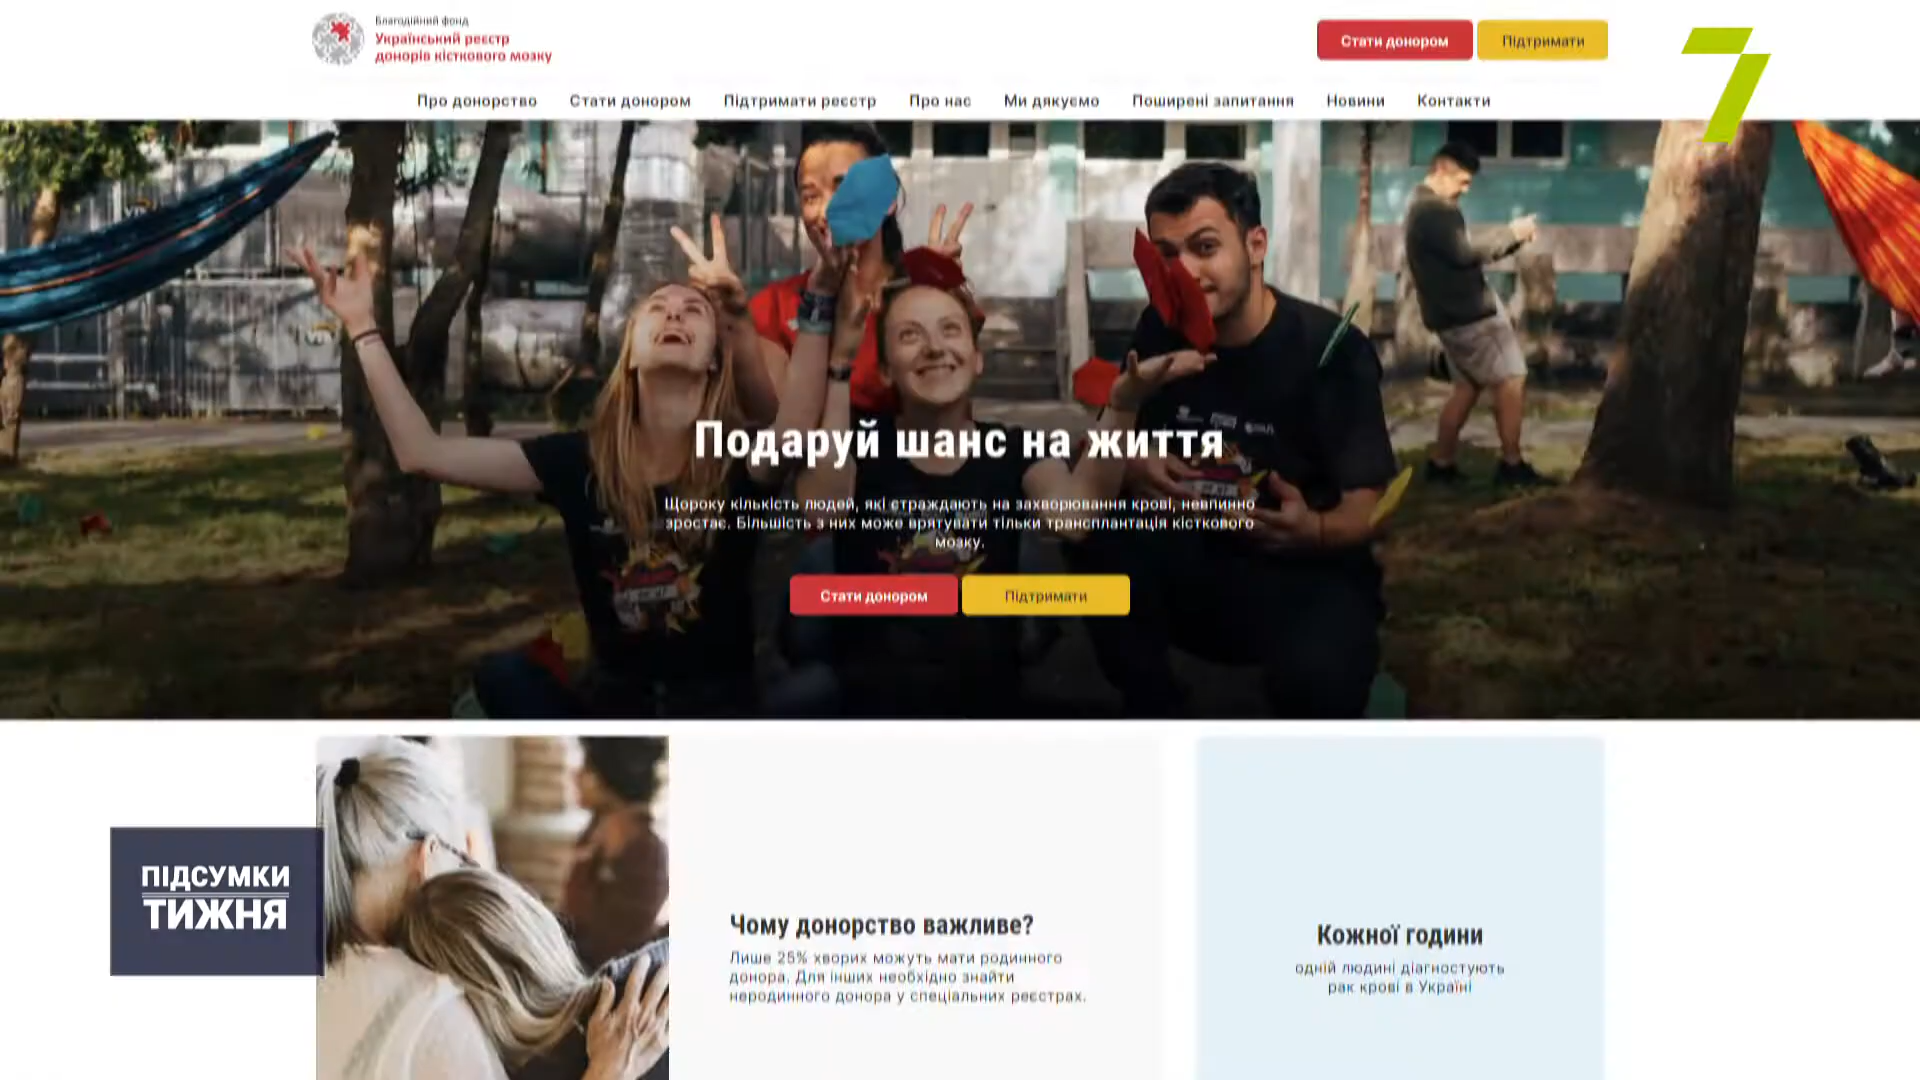 Благодійний фонд
Український реєстр
донорів кісткового мозку
Стати донором
Підтримати
7
Про донорство
Стати донором
Підтримати реєстр
Про нас
Ми дякуємо
Поширені запитання
Новини
Контакти
Подаруй шанс на життя
Щороку кількість людей, які страждають на захворювання крові, невпинно
зростає. Більшість з них може врятувати тільки трансплантація кісткового
мозку.
Стати донором
Підтримати
ПІДСУМКИ
ТИЖНЯ
Чому донорство важливе?
Лише 25% хворих можуть мати родинного
донора. Для інших необхідно знайти
неродинного донора у спеціальних реєстрах.
Кожної години
одній людині діагностують
рак крові в Україні